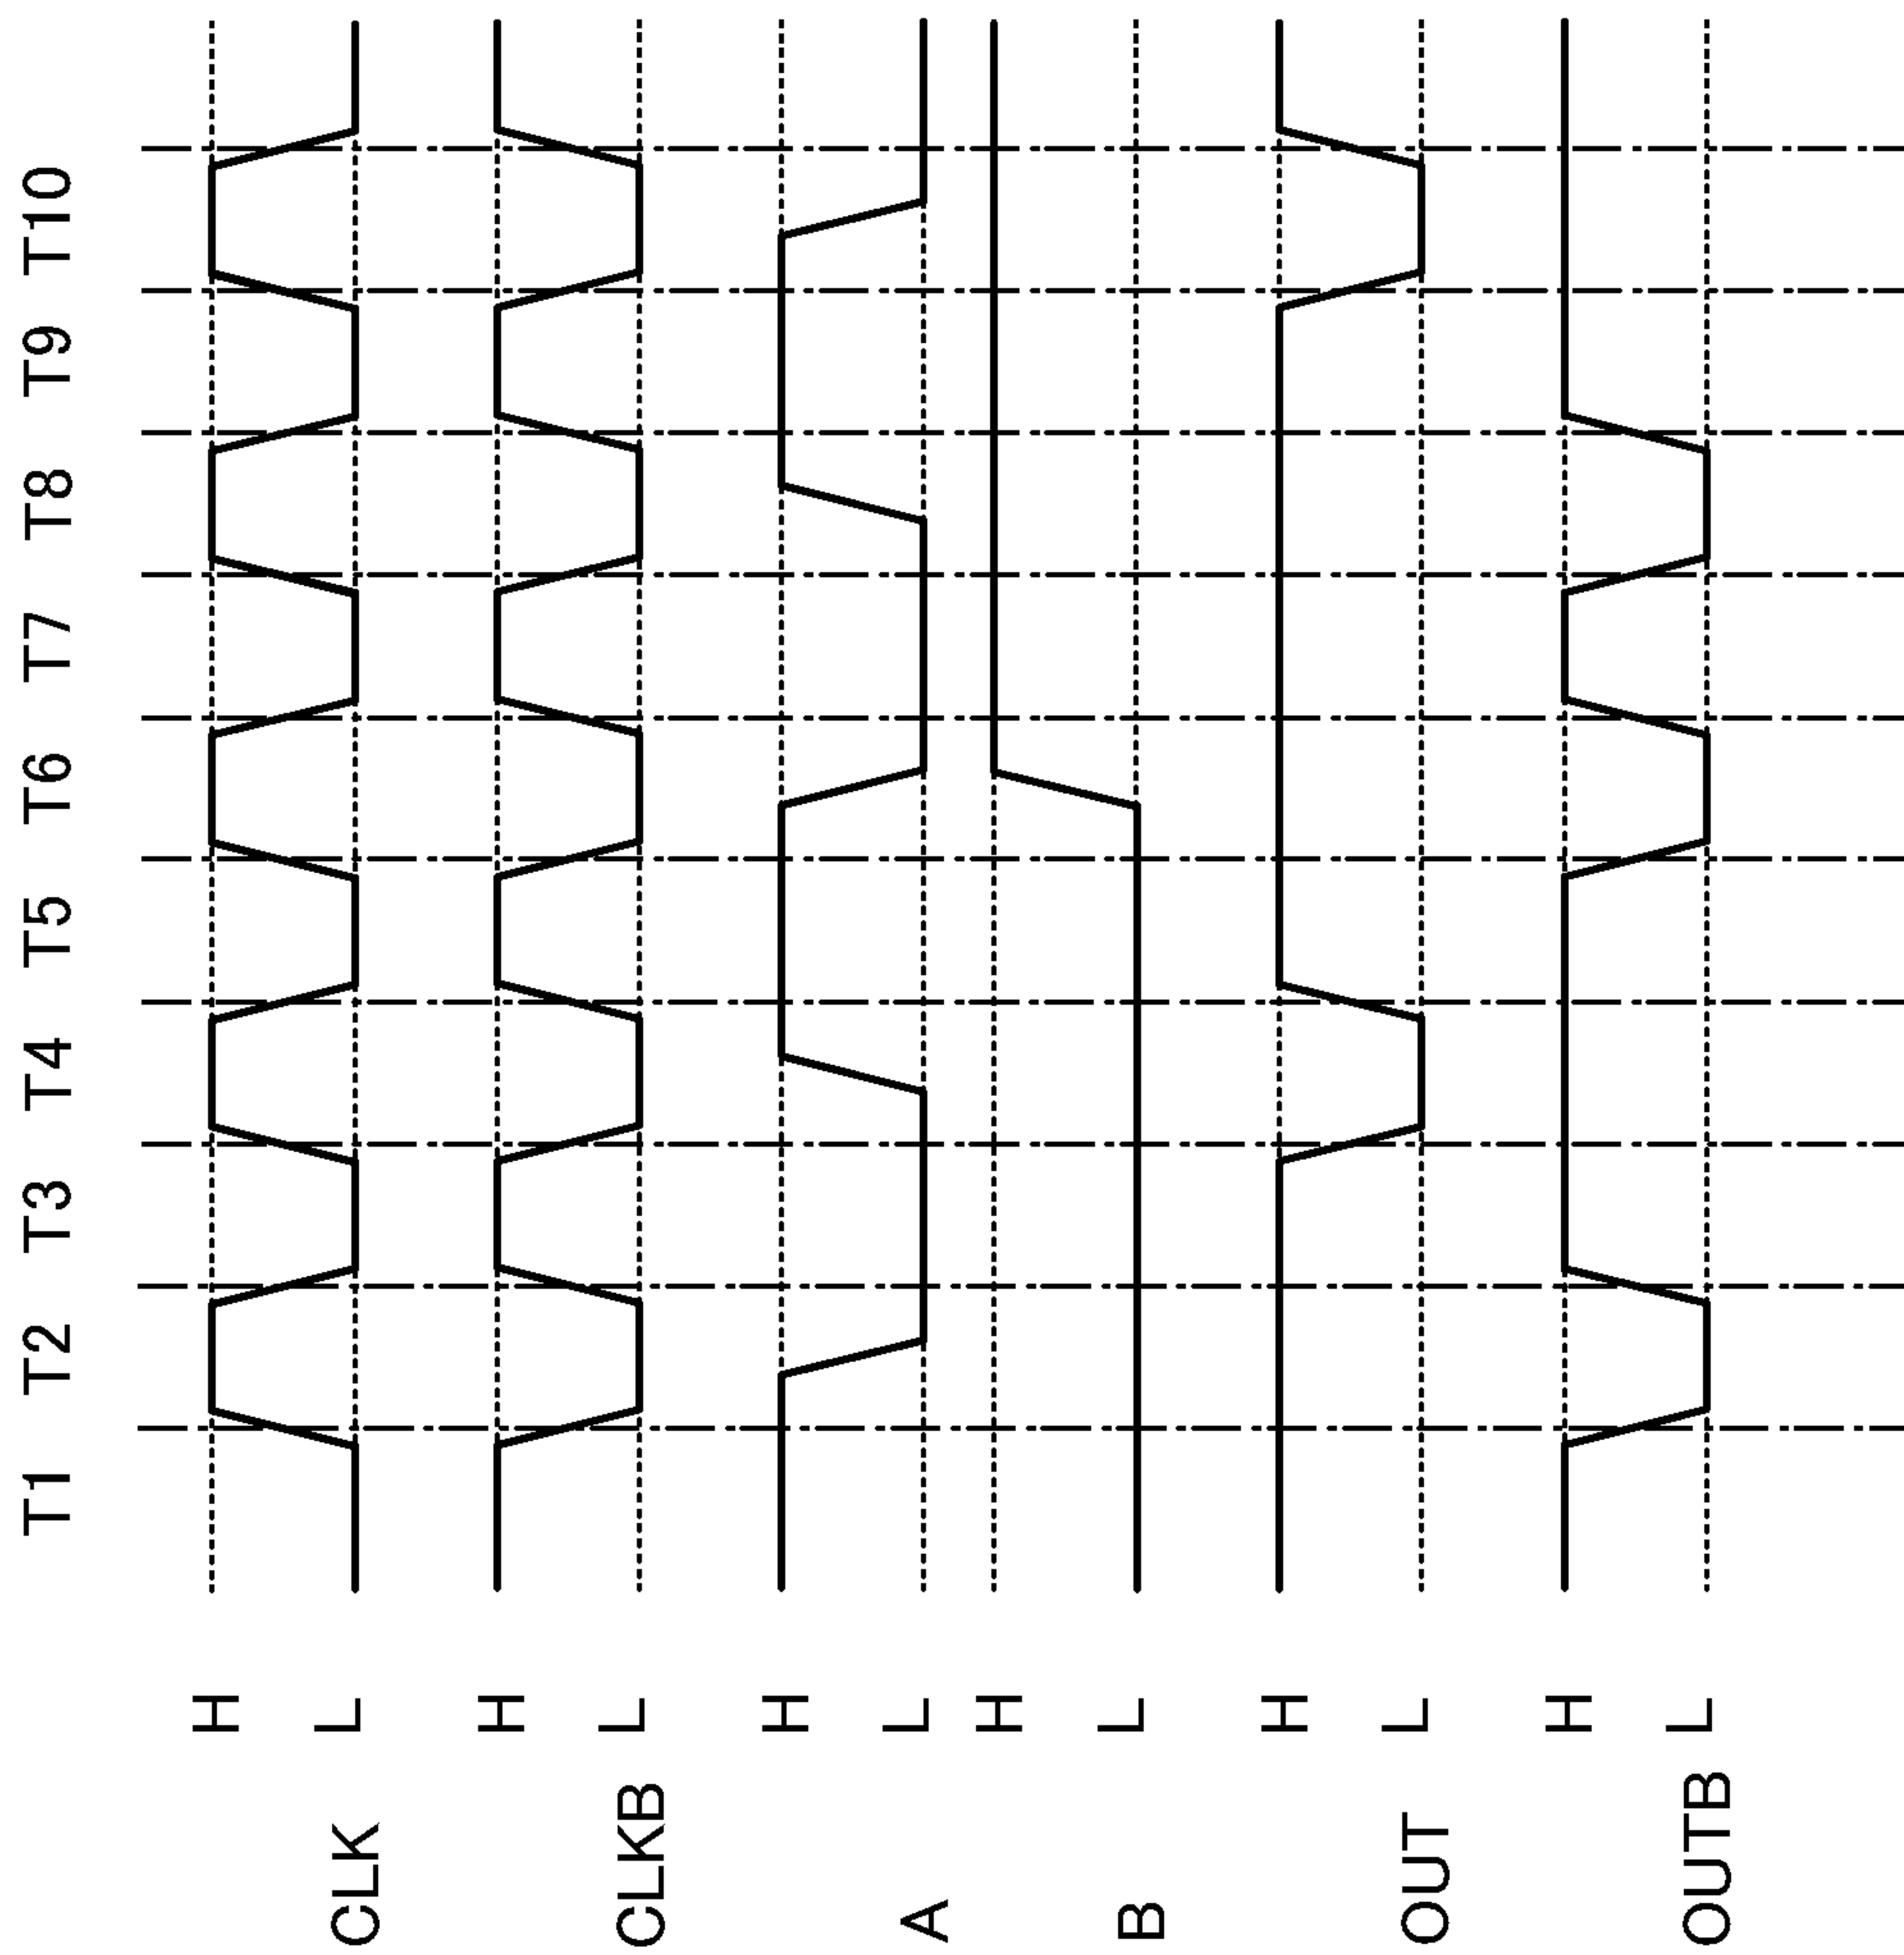 T1 T2 T3 T4 T5 T6 T7 T8 T9 T10
H
CLK L
H
CLKB L
H
A L
H
B L
H
OUT L
H
OUTB L